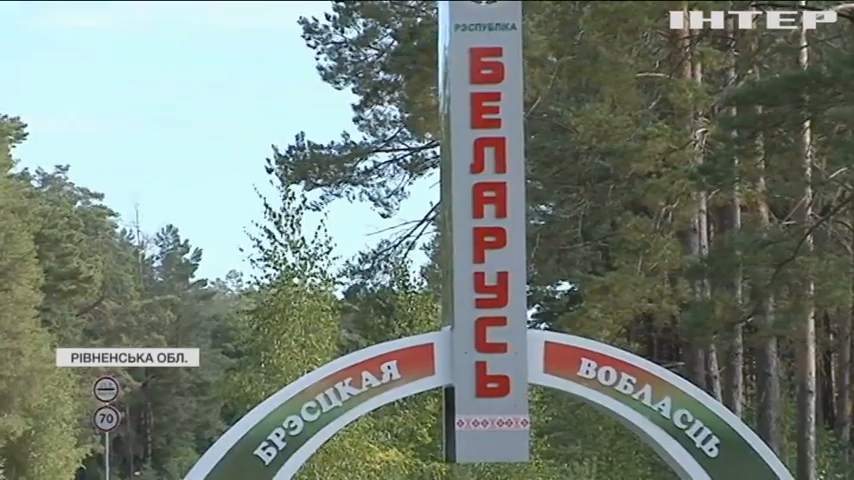 ІНТЕР
РЭСПУБЛІКА
БЕЛАРУСЬ
БРЭСЦКАЯ ВОБЛАСЦЬ
РІВНЕНСЬКА ОБЛ.
70